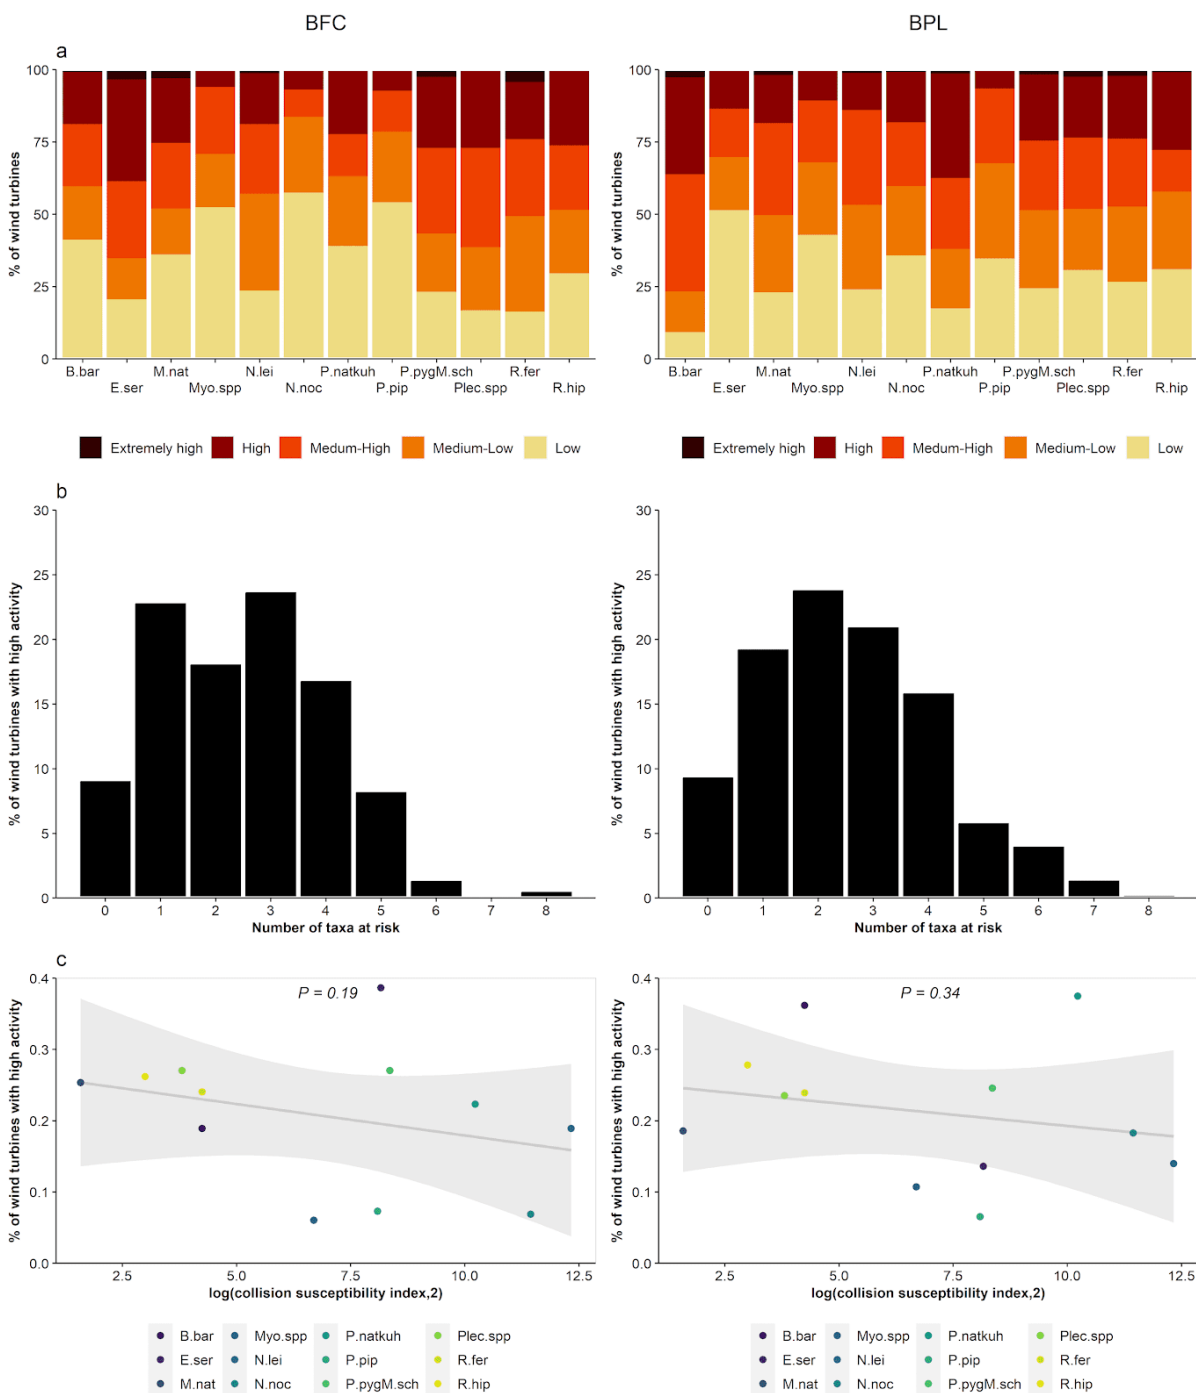 BFC BPL
a
100 100
75 75
50 50
25 25
0 0
% of wind turbines % of wind turbines
B.bar M.nat N.lei P.natkuh P.pygM.sch R.fer B.bar M.nat N.lei P.natkuh P.pygM.sch R.fer
E.ser Myo.spp N.noc P.pip Plec.spp R.hip E.ser Myo.spp N.noc P.pip Plec.spp R.hip
Extremely high High Medum-High Medium-Low Low Extremely high High Medum-High Medium-Low Low
b
30 30
25 25
20 20
15 15
10 10
5 5
0 0
% of wind turbines with high activity % of wind turbines with high activity
0 1 2 3 4 5 6 7 8 0 1 2 3 4 5 6 7 8
Number of taxa at risk Number of taxa at risk
c
0.4 0.4
P = 0.19 P = 0.34
0.3 0.3
0.2 0.2
0.1 0.1
0.0 0.0
% of wind turbines with high activity % of wind turbines with high activity
2.5 5.0 7.5 10.0 12.5 2.5 5.0 7.5 10.0 12.5
log(collision susceptibility index,2) log(collision susceptibility index,2)
B.bar Myo.spp P.natkuh Plec.spp B.bar Myo.spp P.natkuh Plec.spp
E.ser N.lei P.pip R.fer E.ser N.lei P.pip R.fer
M.nat N.noc P.pygM.sch R.hip M.nat N.noc P.pygM.sch R.hip